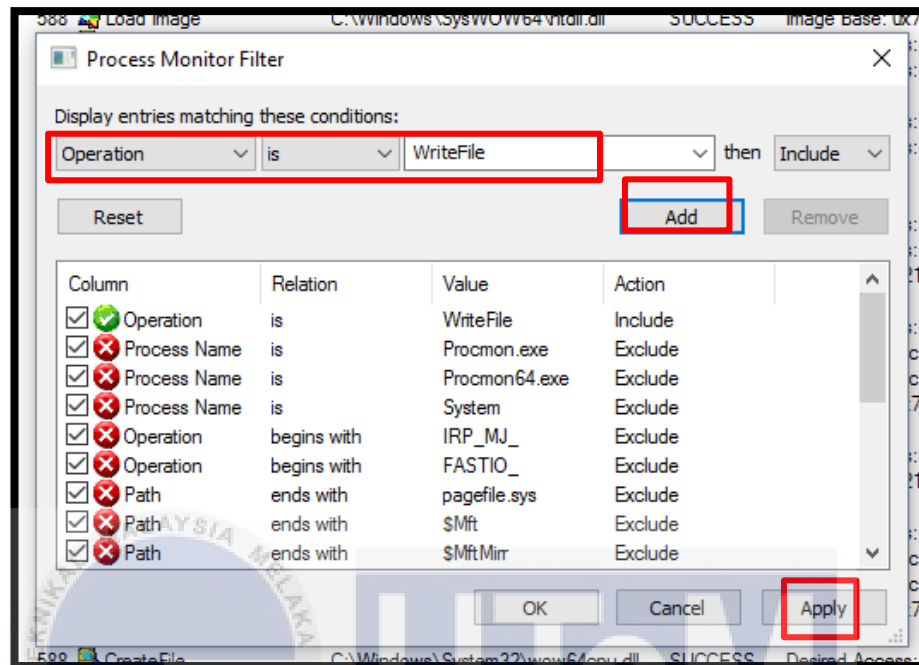 588 Load Image C:\Windows\SysWOW64\ntdll.dll SUCCESS Image Base: 0x7
Process Monitor Filter
Display entries matching these conditions:
Operation is WriteFile then Include
Reset Add Remove
Column Relation Value Action
Operation is WriteFile Include
Process Name is Procmon.exe Exclude
Process Name is Procmon64.exe Exclude
Process Name is System Exclude
Operation begins with IRP_MJ_ Exclude
Operation begins with FASTIO_ Exclude
Path ends with pagefile.sys Exclude
Path ends with $Mft Exclude
Path ends with $MftMirr Exclude
OK Cancel Apply
588 CreateFile C:\Windows\System32\wow64cpu.dll SUCCESS Desired Access: